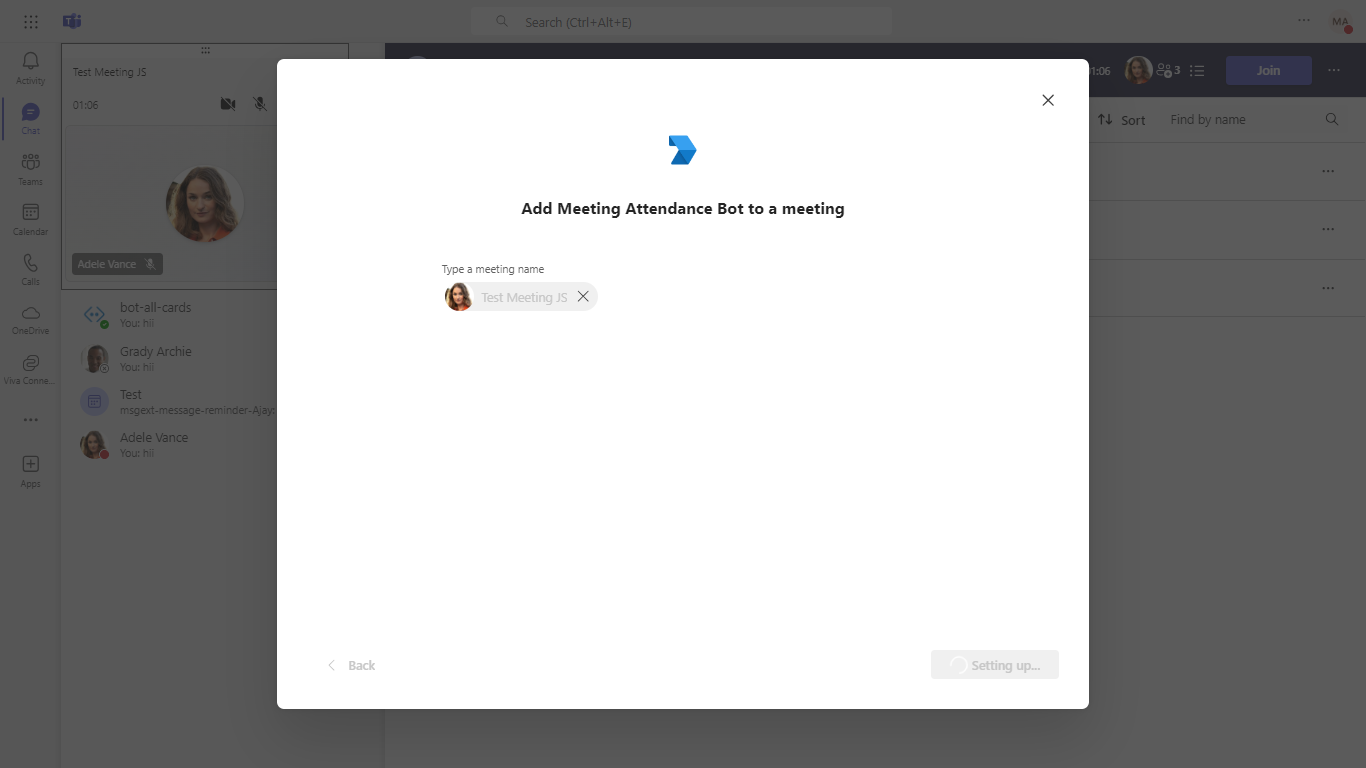 Search (Ctrl+Alt+E)
MA
Activity
Chat
Teams
Calendar
Calls
OneDrive
Viva Conne...
Apps
Test Meeting JS
01:06
Adele Vance
bot-all-cards
You: hii
Grady Archie
You: hii
Test
msgext-message-reminder-Ajay:
Adele Vance
You: hii
1:06
3
Join
Sort
Find by name
Add Meeting Attendance Bot to a meeting
Type a meeting name
Test Meeting JS
Back
Setting up...